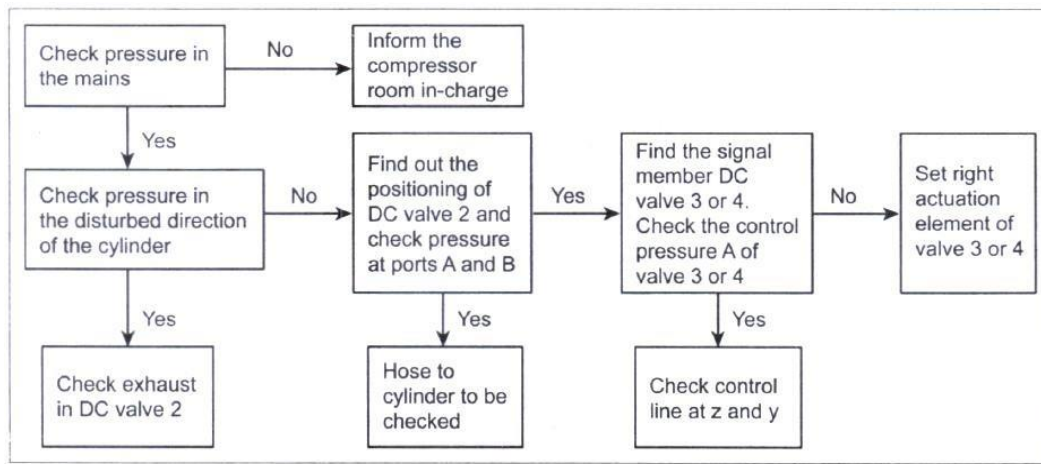 Check pressure in
the mains
No
Inform the
compressor
room in-charge
Yes
Check pressure in
the disturbed direction
of the cylinder
No
Find out the
positioning of
DC valve 2 and
check pressure
at ports A and B
Yes
Find the signal
member DC
valve 3 or 4.
Check the control
pressure A of
valve 3 or 4
No
Set right
actuation
element of
valve 3 or 4
Yes
Check exhaust
in DC valve 2
Yes
Hose to
cylinder to be
checked
Yes
Check control
line at z and y